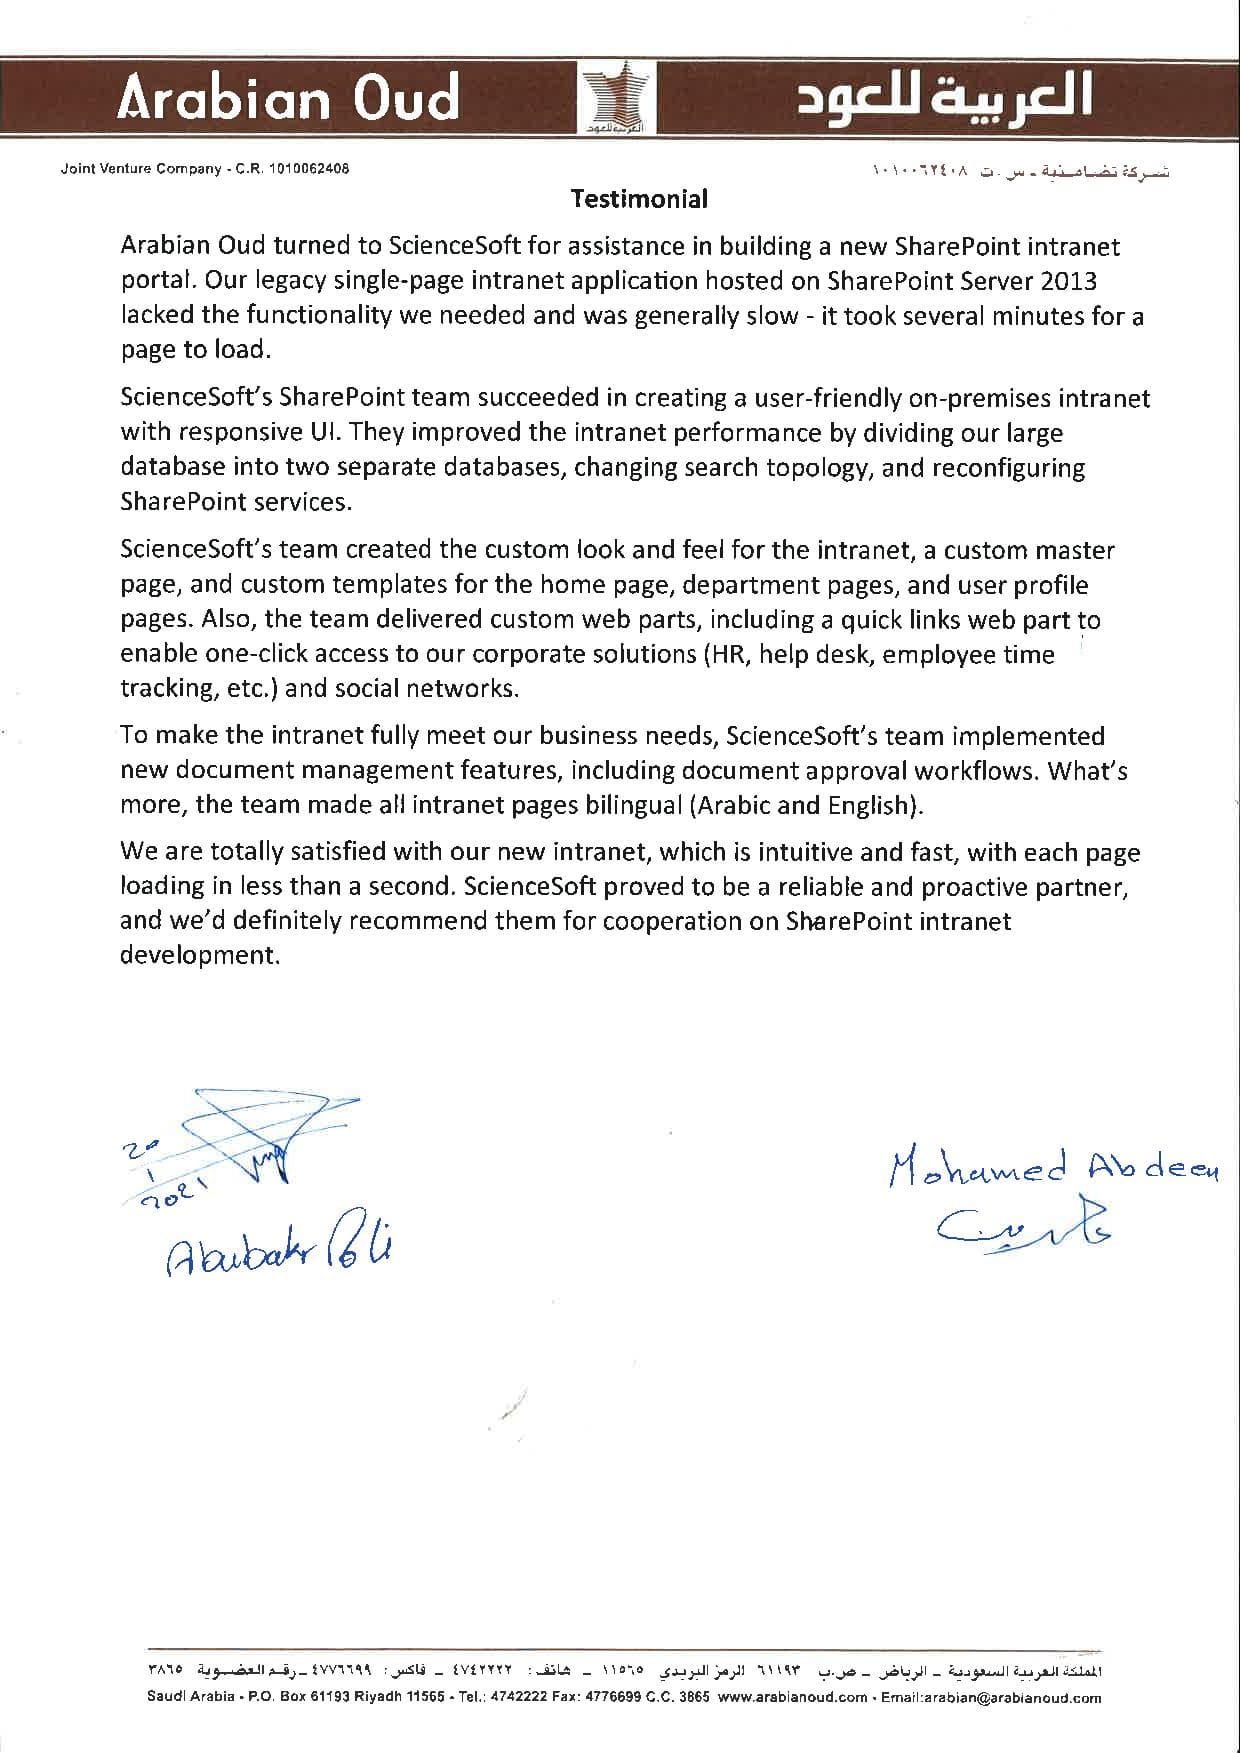 Arabian Oud
العربية للعود
العربية للعود
Joint Venture Company - C.R. 1010062408
شركة تضامنية - س . ت ١٠١٠٠٦٢٤٠٨
Testimonial
Arabian Oud turned to ScienceSoft for assistance in building a new SharePoint intranet
portal. Our legacy single-page intranet application hosted on SharePoint Server 2013
lacked the functionality we needed and was generally slow - it took several minutes for a
page to load.
ScienceSoft's SharePoint team succeeded in creating a user-friendly on-premises intranet
with responsive UI. They improved the intranet performance by dividing our large
database into two separate databases, changing search topology, and reconfiguring
SharePoint services.
ScienceSoft's team created the custom look and feel for the intranet, a custom master
page, and custom templates for the home page, department pages, and user profile
pages. Also, the team delivered custom web parts, including a quick links web part to
enable one-click access to our corporate solutions (HR, help desk, employee time
tracking, etc.) and social networks.
To make the intranet fully meet our business needs, ScienceSoft's team implemented
new document management features, including document approval workflows. What's
more, the team made all intranet pages bilingual (Arabic and English).
We are totally satisfied with our new intranet, which is intuitive and fast, with each page
loading in less than a second. ScienceSoft proved to be a reliable and proactive partner,
and we'd definitely recommend them for cooperation on SharePoint intranet
development.
20
1
2021
Abubakr
Mohamed Abdeen
المملكة العربية السعودية – الرياض – ص.ب ٦١١٩٣ الرمز البريدي ١١٥٦٥ – هاتف : ٤٧٤٢٢٢٢ – فاكس : ٤٧٧٦٦٩٩ – رقم العضوية ٣٨٦٥
Saudi Arabia - P.O. Box 61193 Riyadh 11565 - Tel.: 4742222 Fax: 4776699 C.C. 3865 www.arabianoud.com - Email:arabian@arabianoud.com